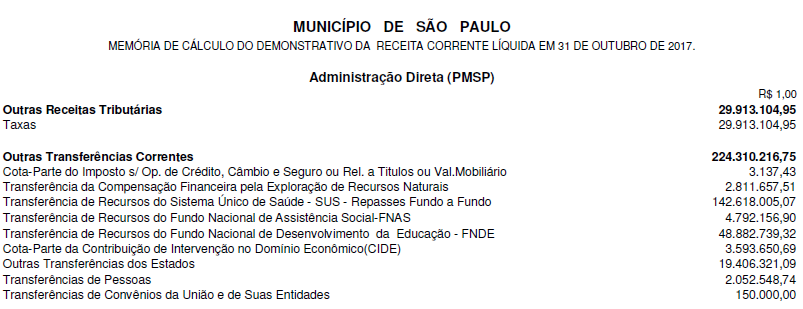 MUNICÍPIO DE SÃO PAULO
MEMÓRIA DE CÁLCULO DO DEMONSTRATIVO DA RECEITA CORRENTE LÍQUIDA EM 31 DE OUTUBRO DE 2017.
Administração Direta (PMSP)
R$ 1,00
Outras Receitas Tributárias 29.913.104,95
Taxas 29.913.104,95
Outras Transferências Correntes 224.310.216,75
Cota-Parte do Imposto s/ Op. de Crédito, Câmbio e Seguro ou Rel. a Titulos ou Val.Mobiliário 3.137,43
Transferência da Compensação Financeira pela Exploração de Recursos Naturais 2.811.657,51
Transferência de Recursos do Sistema Único de Saúde - SUS - Repasses Fundo a Fundo 142.618.005,07
Transferência de Recursos do Fundo Nacional de Assistência Social-FNAS 4.792.156,90
Transferência de Recursos do Fundo Nacional de Desenvolvimento da Educação - FNDE 48.882.739,32
Cota-Parte da Contribuição de Intervenção no Domínio Econômico(CIDE) 3.593.650,69
Outras Transferências dos Estados 19.406.321,09
Transferências de Pessoas 2.052.548,74
Transferências de Convênios da União e de Suas Entidades 150.000,00